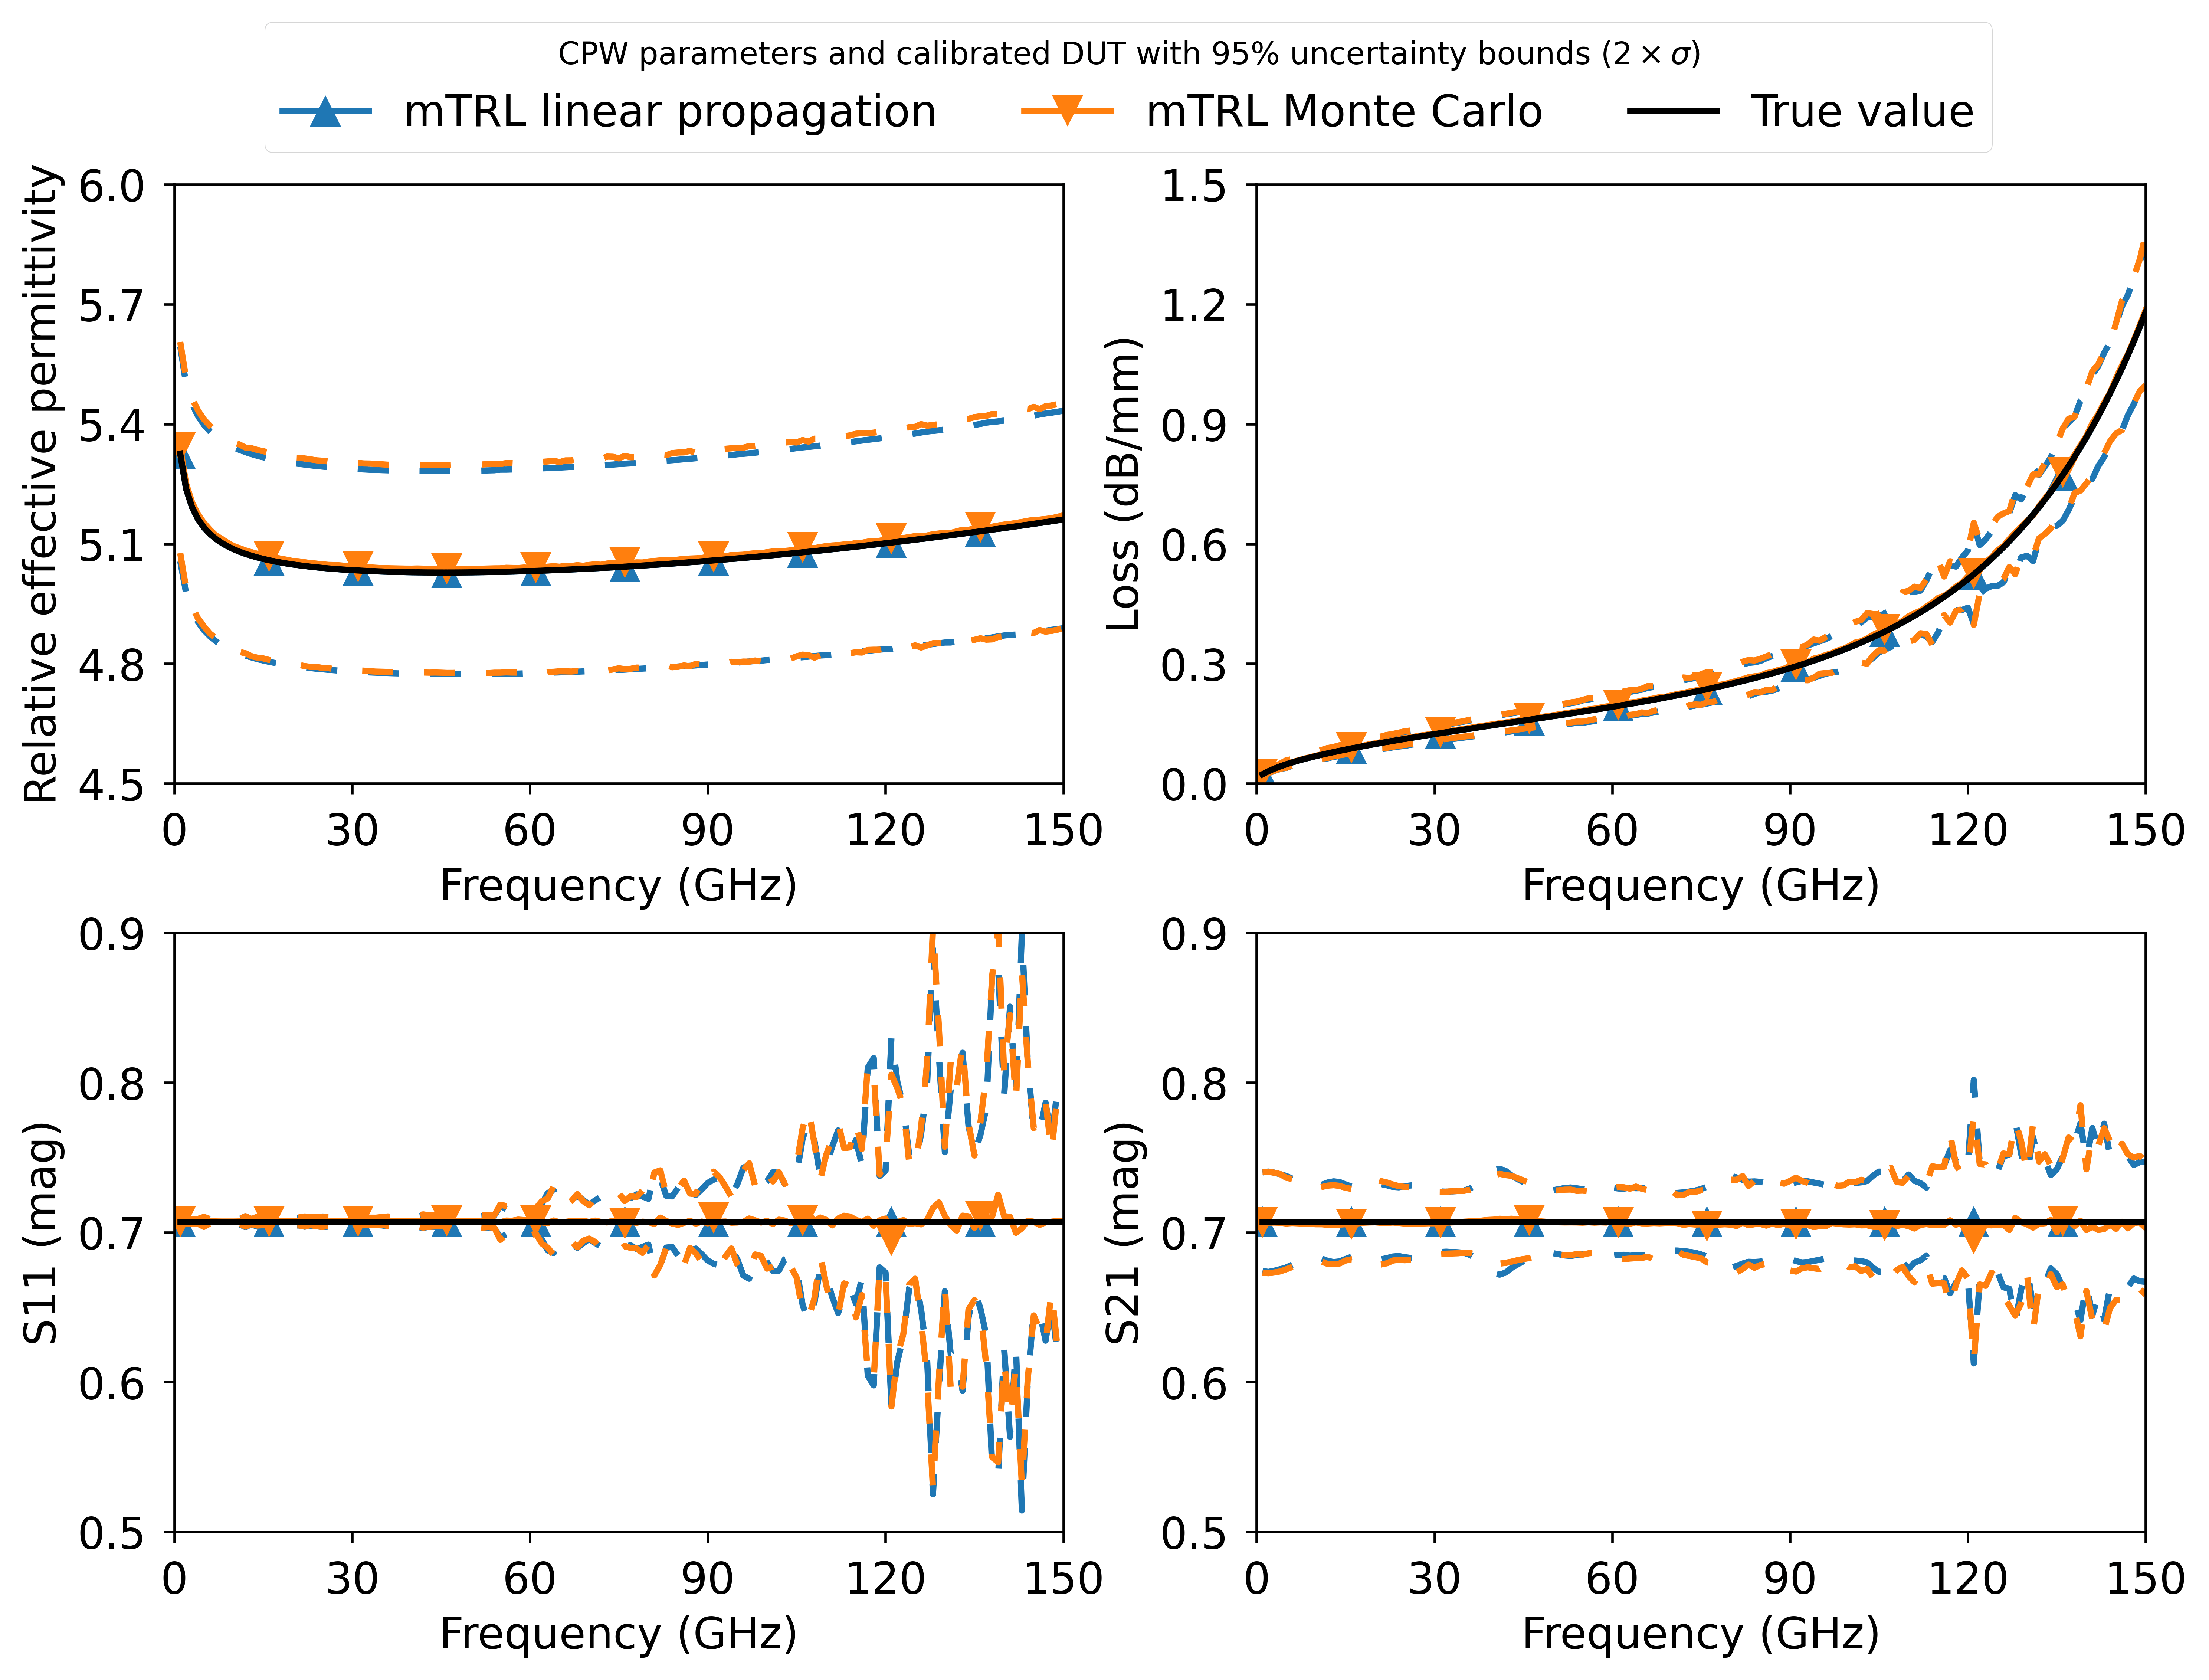 CPW parameters and calibrated DUT with 95% uncertainty bounds (2 × σ)
mTRL linear propagation mTRL Monte Carlo True value
Relative effective permittivity
6.0
5.7
5.4
5.1
4.8
4.5
0 30 60 90 120 150
Frequency (GHz)
Loss (dB/mm)
1.5
1.2
0.9
0.6
0.3
0.0
0 30 60 90 120 150
Frequency (GHz)
S11 (mag)
0.9
0.8
0.7
0.6
0.5
0 30 60 90 120 150
Frequency (GHz)
S21 (mag)
0.9
0.8
0.7
0.6
0.5
0 30 60 90 120 150
Frequency (GHz)